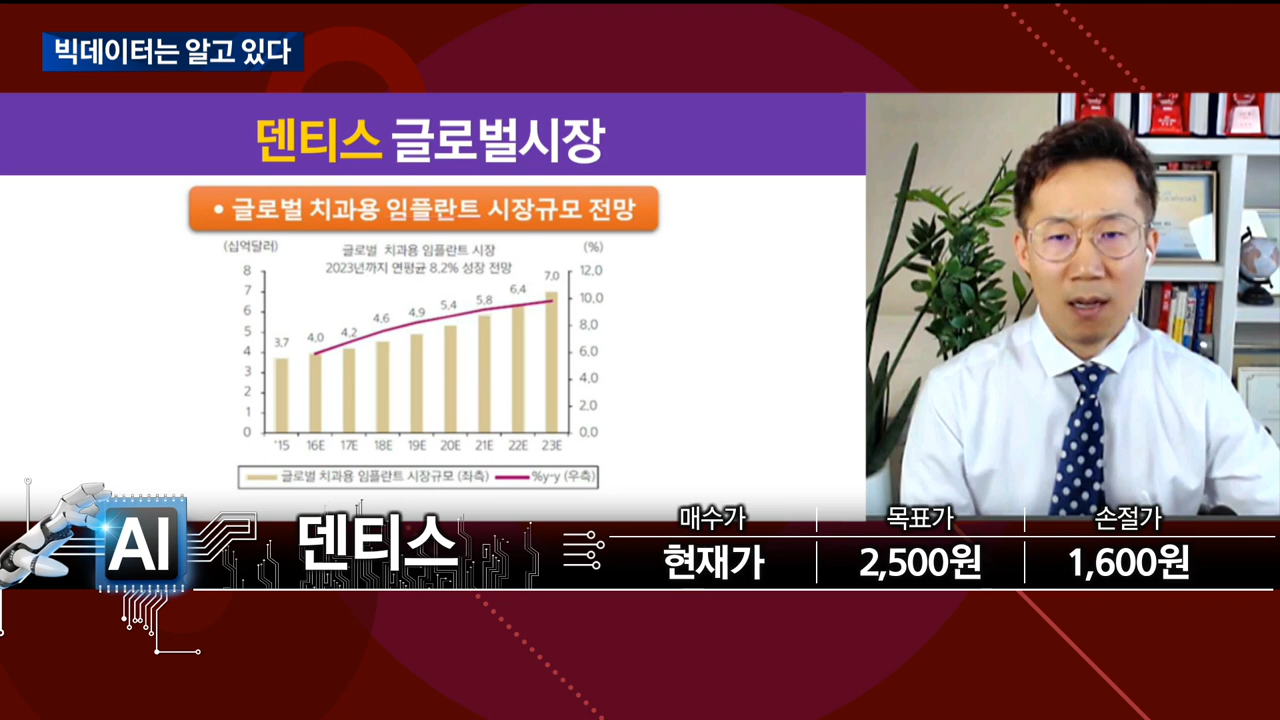 빅데이터는 알고 있다
덴티스 글로벌시장
• 글로벌 치과용 임플란트 시장규모 전망
(십억달러)
글로벌 치과용 임플란트 시장
(%)
2023년까지 연평균 8.2% 성장 전망
8
7
6
5
4
3
2
1
0
3.7
4.0
4.2
4.6
4.9
5.4
5.8
6.4
7.0
12.0
10.0
8.0
6.0
4.0
2.0
0.0
'15 16E 17E 18E 19E 20E 21E 22E 23E
글로벌 치과용 임플란트 시장규모 (좌측) %y-y (우측)
AI
덴티스
매수가 목표가 손절가
현재가 2,500원 1,600원